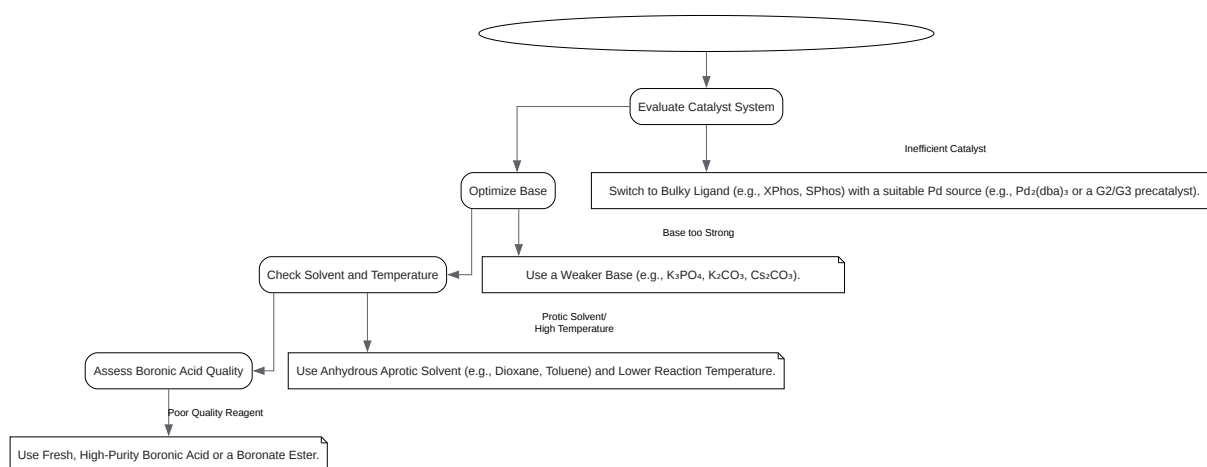 Evaluate Catalyst System
Inefficient Catalyst
Optimize Base
Switch to Bulky Ligand (e.g., XPhos, SPhos) with a suitable Pd source (e.g., Pd₂(dba)₃ or a G2/G3 precatalyst).
Base too Strong
Check Solvent and Temperature
Use a Weaker Base (e.g., K₃PO₄, K₂CO₃, Cs₂CO₃).
Protic Solvent/
High Temperature
Assess Boronic Acid Quality
Use Anhydrous Aprotic Solvent (e.g., Dioxane, Toluene) and Lower Reaction Temperature.
Poor Quality Reagent
Use Fresh, High-Purity Boronic Acid or a Boronate Ester.